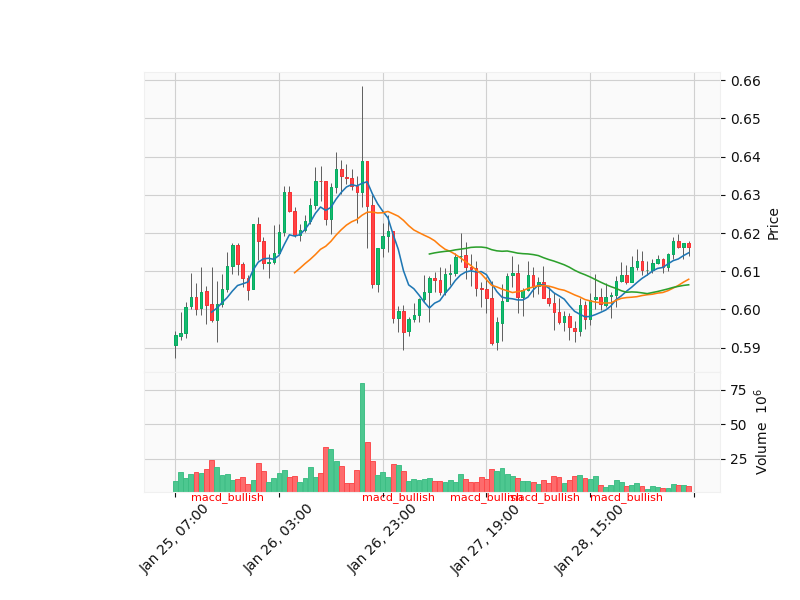 0.66
0.65
0.64
0.63
0.62
0.61
0.60
0.59
Price
75
50
25
Volume 10^6
macd_bullish
macd_bullish
macd_bullish
macd_bullish
macd_bullish
Jan 25, 07:00
Jan 26, 03:00
Jan 26, 23:00
Jan 27, 19:00
Jan 28, 15:00